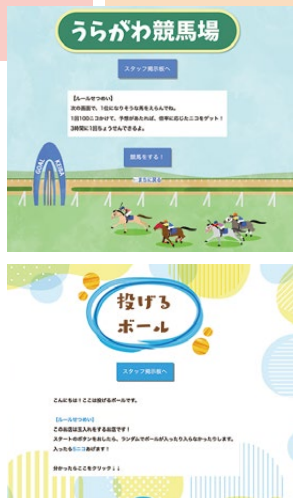 うらがわ競馬場
スタッフ掲示板へ
【ルールせつめい】
次の画面で、1位になりそうな馬をえらんでね。
1回100ニコかけて、予想があたれば、倍率に応じたニコをゲット！
3時間に1回ちょうせんできるよ。
競馬をする！
まちに戻る
GOAL
KEIBA
投げる
ボール
スタッフ掲示板へ
こんにちは！ここは投げるボールです。
【ルールせつめい】
このお店は玉入れをするお店です！
スタートのボタンをおしたら、ランダムでボールが入ったり入らなかったりします。
入ったら5ニコあげます！
分かったらここをクリック↓↓